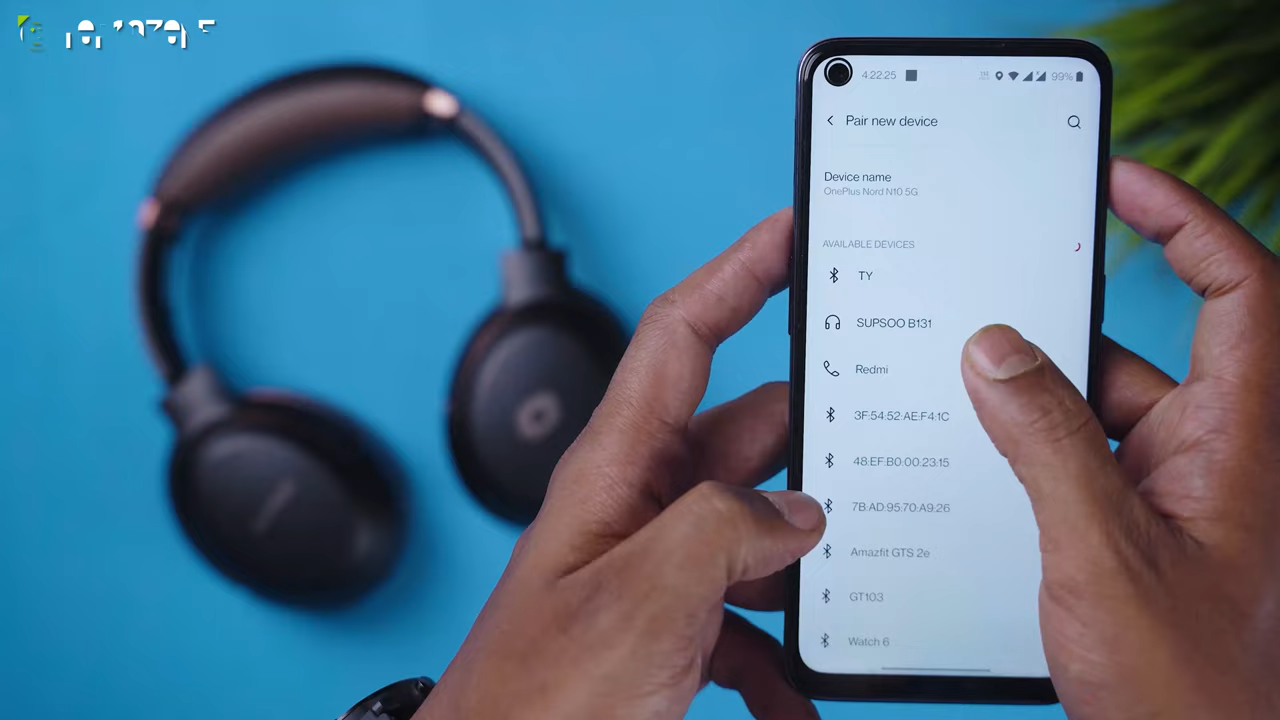 4:22:25
99%
Pair new device
Device name
OnePlus Nord N10 5G
AVAILABLE DEVICES
TY
SUPSOO B131
Redmi
3F:54:52:AE:F4:1C
48:EF:B0:00:23:15
7B:AD:95:70:A9:26
Amazfit GTS 2e
GT103
Watch 6